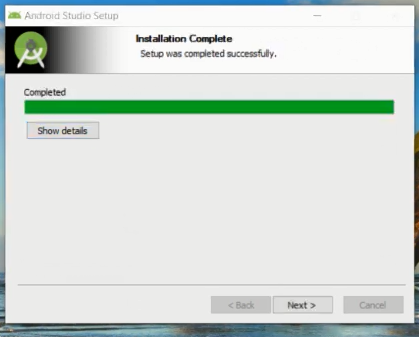 Android Studio Setup
Installation Complete
Setup was completed successfully.
Completed
Show details
< Back
Next >
Cancel